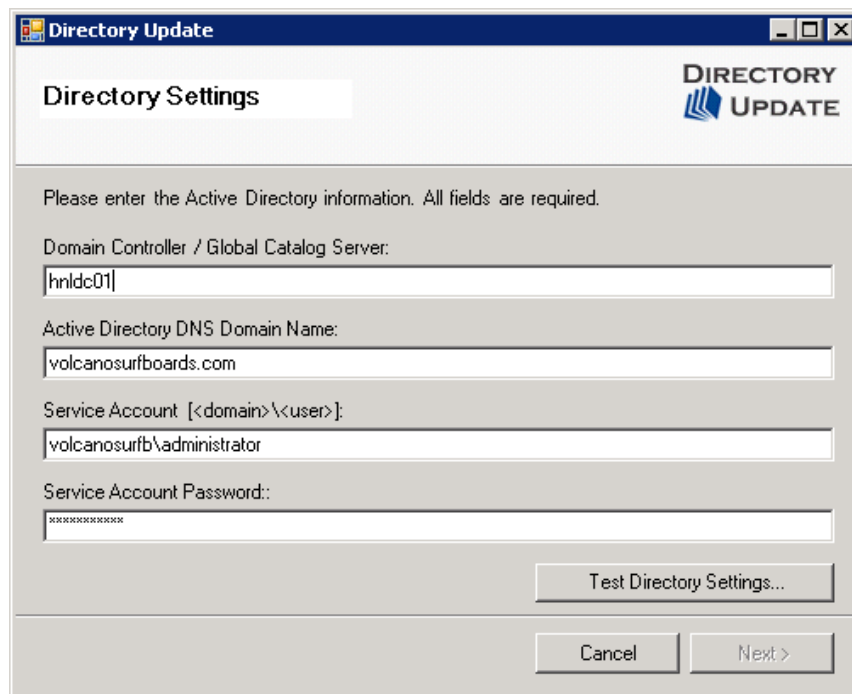 Directory Update
Directory Settings
DIRECTORY
UPDATE
Please enter the Active Directory information. All fields are required.
Domain Controller / Global Catalog Server:
hnldc01
Active Directory DNS Domain Name:
volcanosurfboards.com
Service Account [<domain>\<user>]:
volcanosurfb\administrator
Service Account Password::
***********
Test Directory Settings...
Cancel
Next >